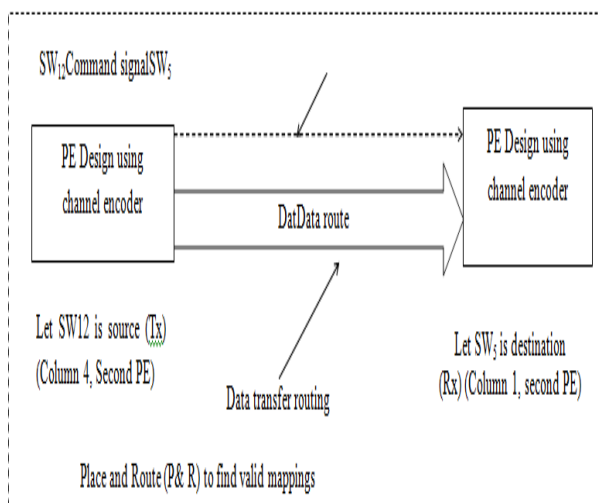 SW₁₂Command signalSW₅
PE Design using
channel encoder
PE Design using
channel encoder
DatData route
Let SW12 is source (Tx)
(Column 4, Second PE)
Let SW₅ is destination
(Rx) (Column 1, second PE)
Data transfer routing
Place and Route (P& R) to find valid mappings